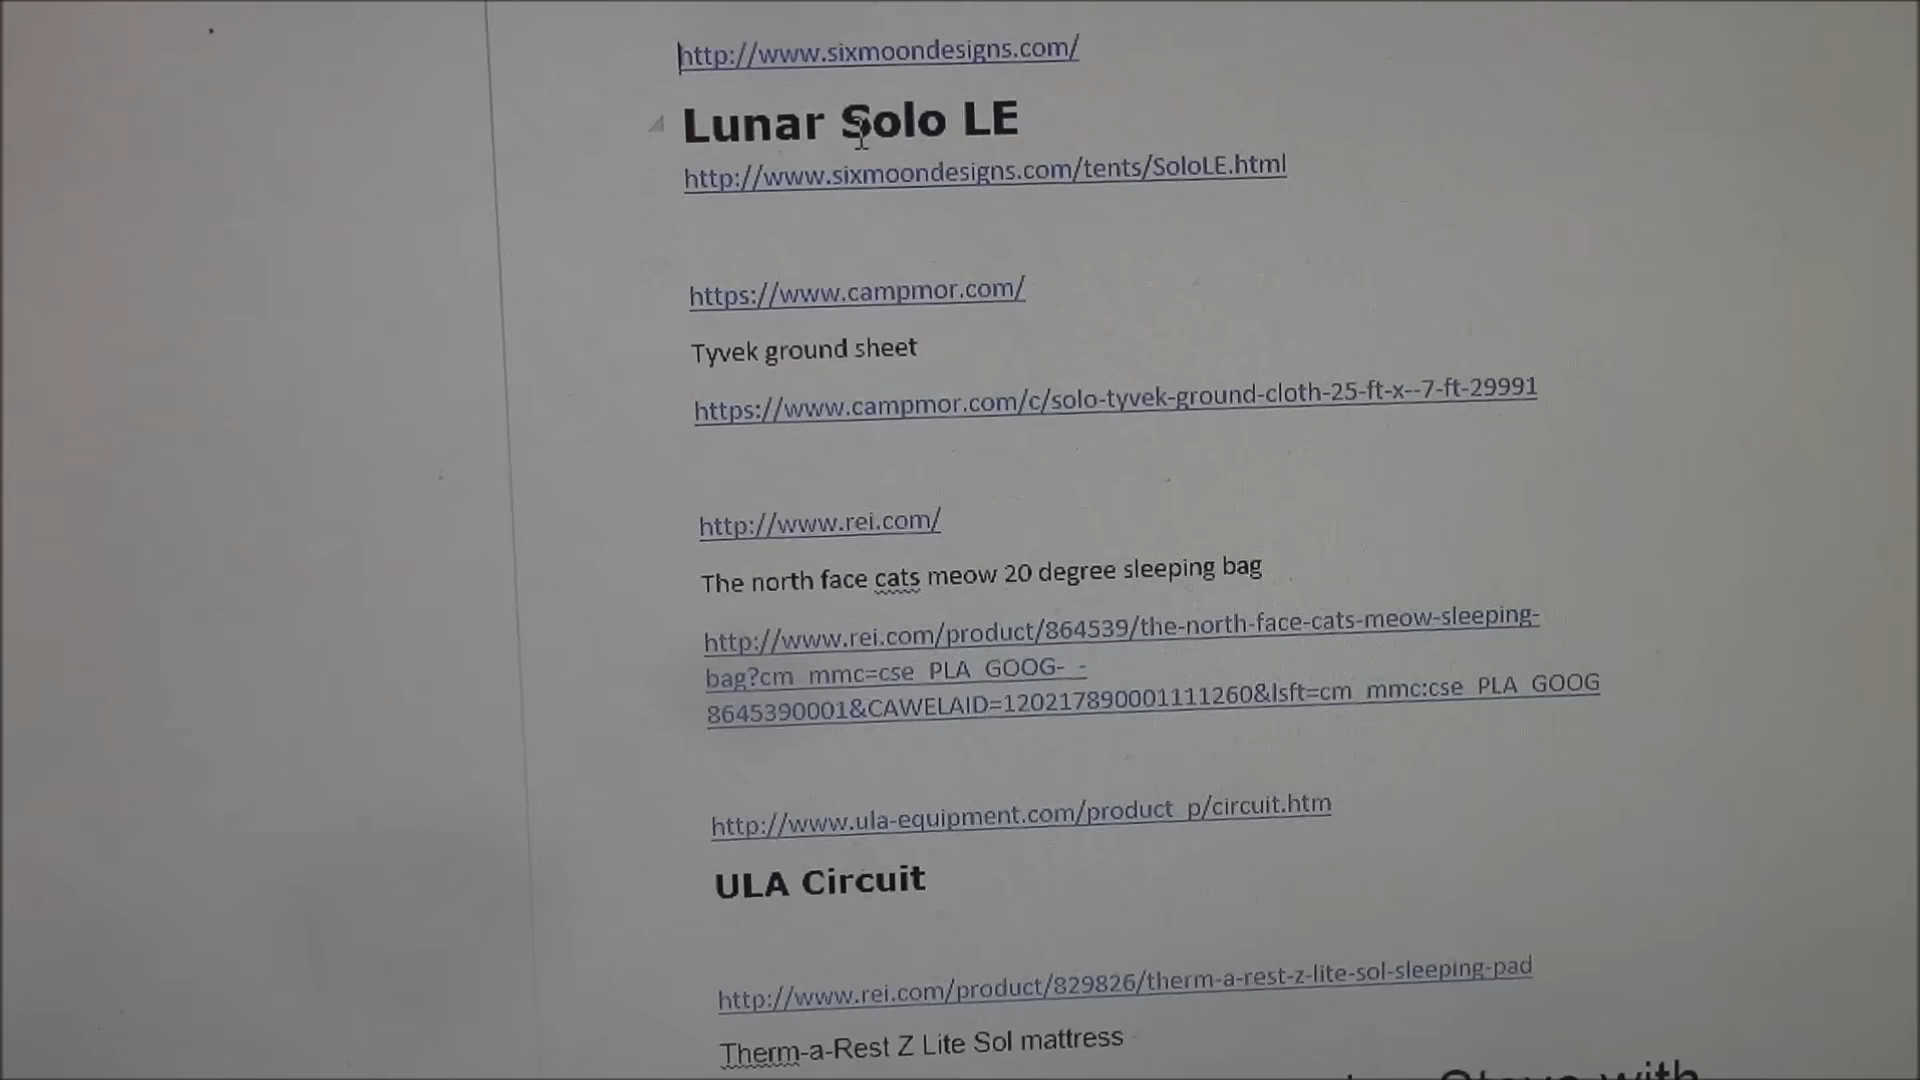 http://www.sixmoondesigns.com/
Lunar Solo LE
http://www.sixmoondesigns.com/tents/SoloLE.html
https://www.campmor.com/
Tyvek ground sheet
https://www.campmor.com/c/solo-tyvek-ground-cloth-25-ft-x--7-ft-29991
http://www.rei.com/
The north face cats meow 20 degree sleeping bag
http://www.rei.com/product/864539/the-north-face-cats-meow-sleeping-
bag?cm_mmc=cse_PLA_GOOG-_-
8645390001&CAWELAID=120217890001111260&lsft=cm_mmc:cse_PLA_GOOG
http://www.ula-equipment.com/product_p/circuit.htm
ULA Circuit
http://www.rei.com/product/829826/therm-a-rest-z-lite-sol-sleeping-pad
Therm-a-Rest Z Lite Sol mattress
with